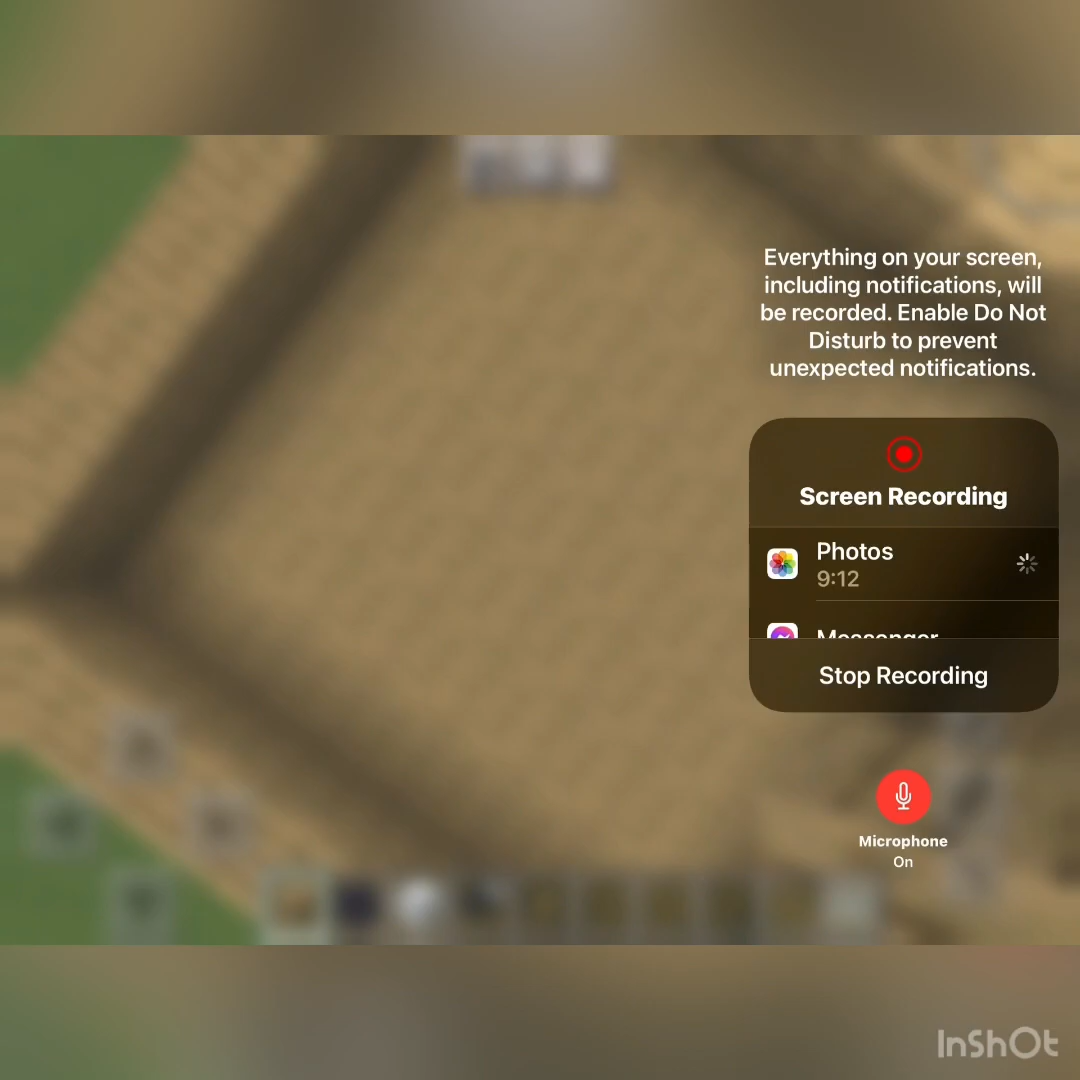 Everything on your screen,
including notifications, will
be recorded. Enable Do Not
Disturb to prevent
unexpected notifications.
Screen Recording
Photos
9:12
Messenger
Stop Recording
Microphone
On
InShOt